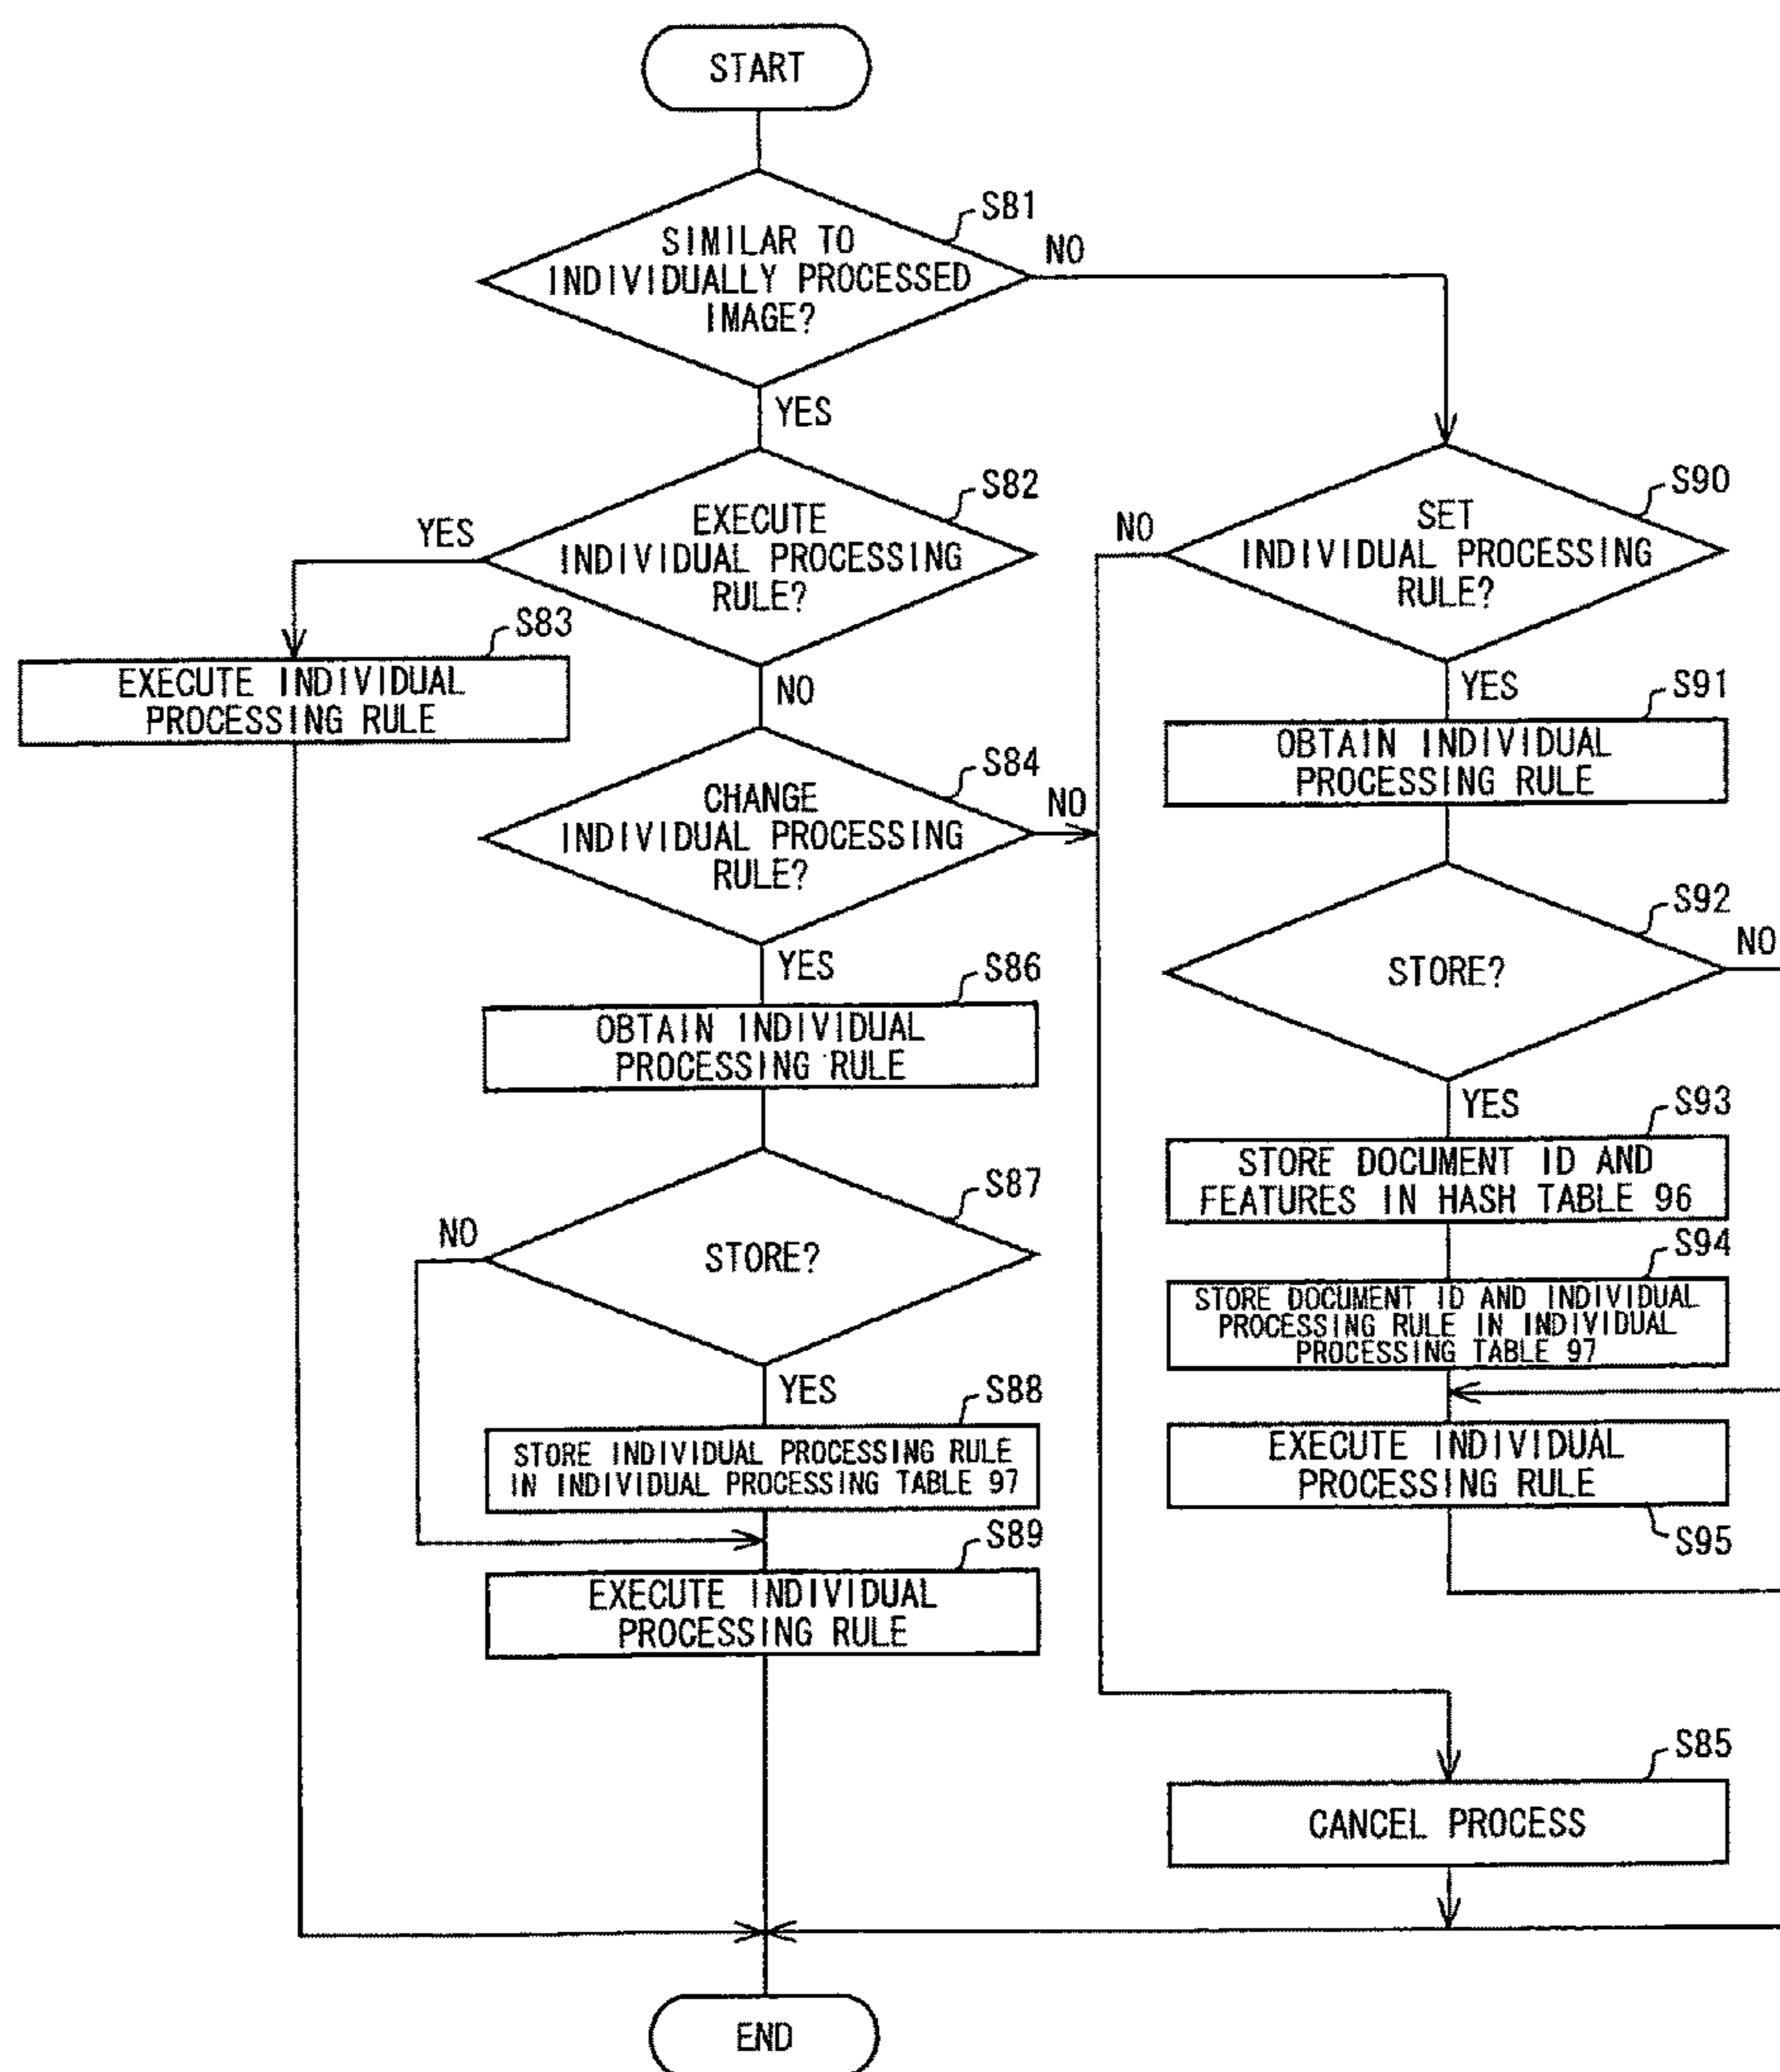 START
S81
SIMILAR TO
INDIVIDUALLY PROCESSED
IMAGE?
NO
YES
S82
EXECUTE
INDIVIDUAL PROCESSING
RULE?
YES
NO
S83
EXECUTE INDIVIDUAL
PROCESSING RULE
S84
CHANGE
INDIVIDUAL PROCESSING
RULE?
NO
YES
S86
OBTAIN INDIVIDUAL
PROCESSING RULE
S87
STORE?
NO
YES
S88
STORE INDIVIDUAL PROCESSING RULE
IN INDIVIDUAL PROCESSING TABLE 97
S89
EXECUTE INDIVIDUAL
PROCESSING RULE
S90
SET
INDIVIDUAL PROCESSING
RULE?
NO
YES
S91
OBTAIN INDIVIDUAL
PROCESSING RULE
S92
STORE?
NO
YES
S93
STORE DOCUMENT ID AND
FEATURES IN HASH TABLE 96
S94
STORE DOCUMENT ID AND INDIVIDUAL
PROCESSING RULE IN INDIVIDUAL
PROCESSING TABLE 97
EXECUTE INDIVIDUAL
PROCESSING RULE
S95
S85
CANCEL PROCESS
END